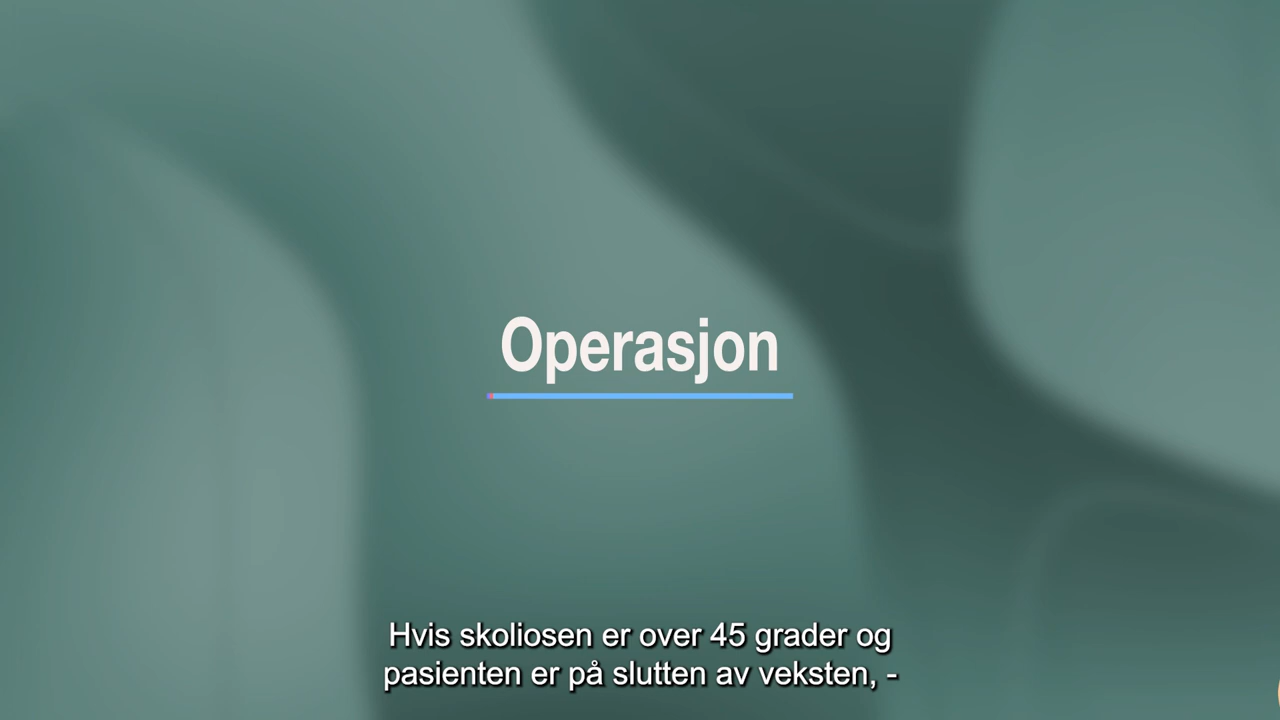 Operasjon
Hvis skoliosen er over 45 grader og
pasienten er på slutten av veksten, -